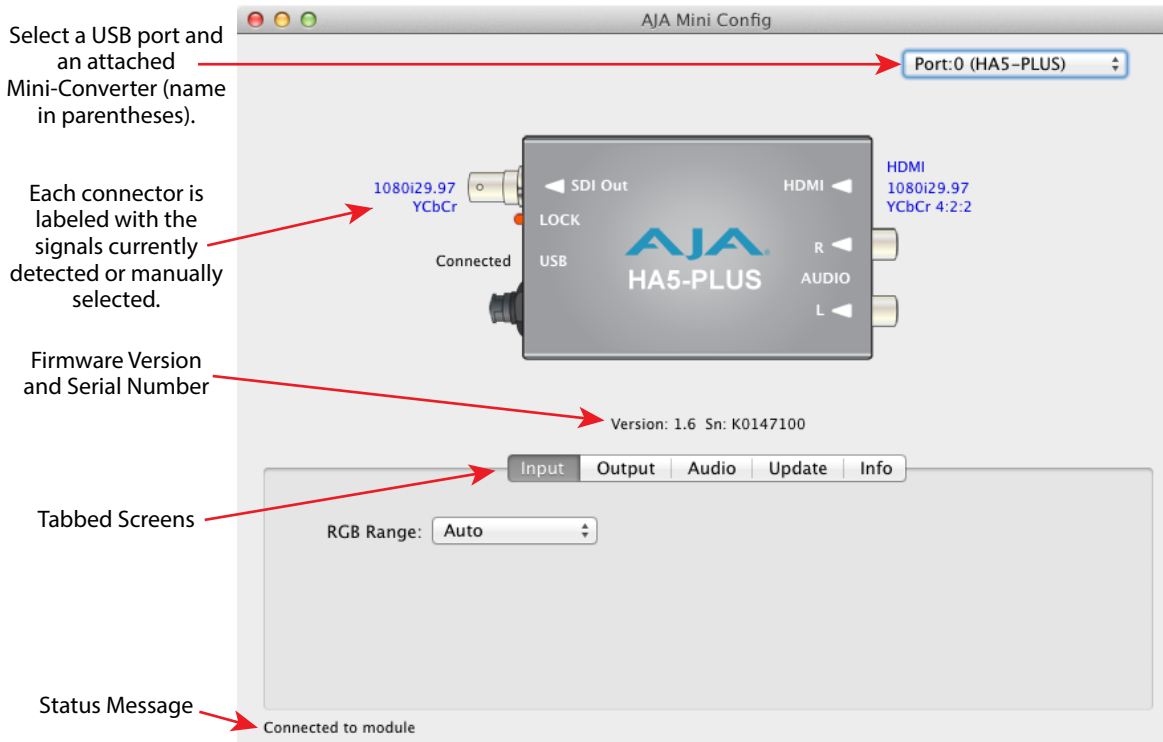 AJA Mini Config
Select a USB port and
an attached
Mini-Converter (name
in parentheses).
Port:0 (HA5-PLUS)
Each connector is
labeled with the
signals currently
detected or manually
selected.
1080i29.97
YCbCr
Connected
SDI Out
LOCK
USB
AJA
HA5-PLUS
HDMI
R
AUDIO
L
HDMI
1080i29.97
YCbCr 4:2:2
Firmware Version
and Serial Number
Version: 1.6 Sn: K0147100
Input Output Audio Update Info
Tabbed Screens
RGB Range: Auto
Status Message
Connected to module